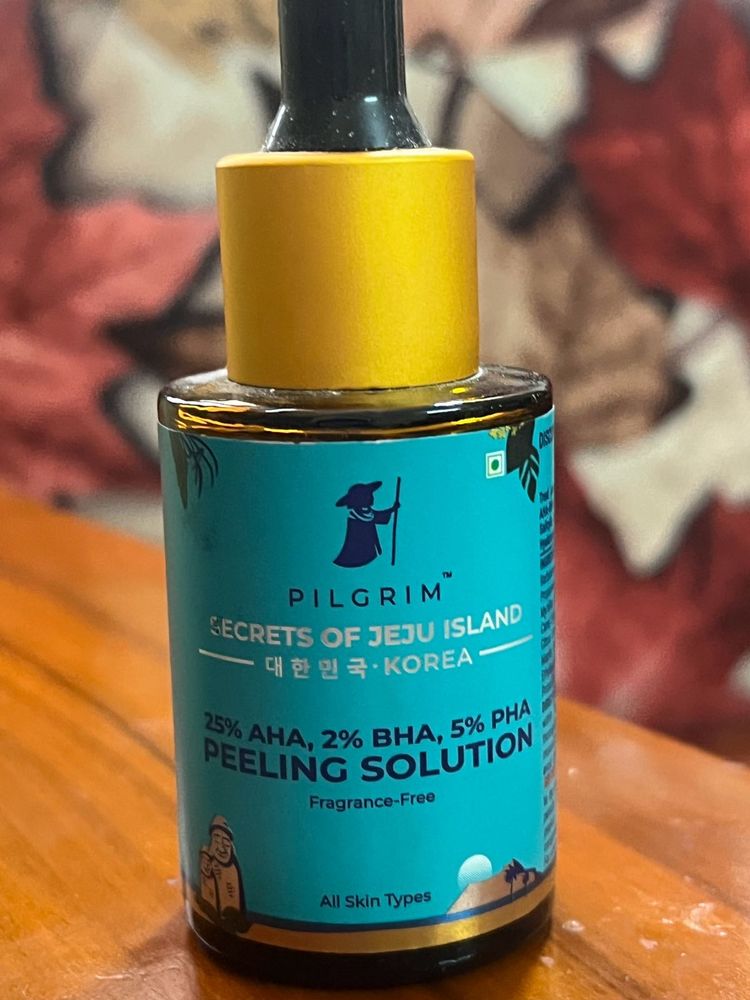 PILGRIM™
SECRETS OF JEJU ISLAND
대한민국·KOREA
25% AHA, 2% BHA, 5% PHA
PEELING SOLUTION
Fragrance-Free
All Skin Types